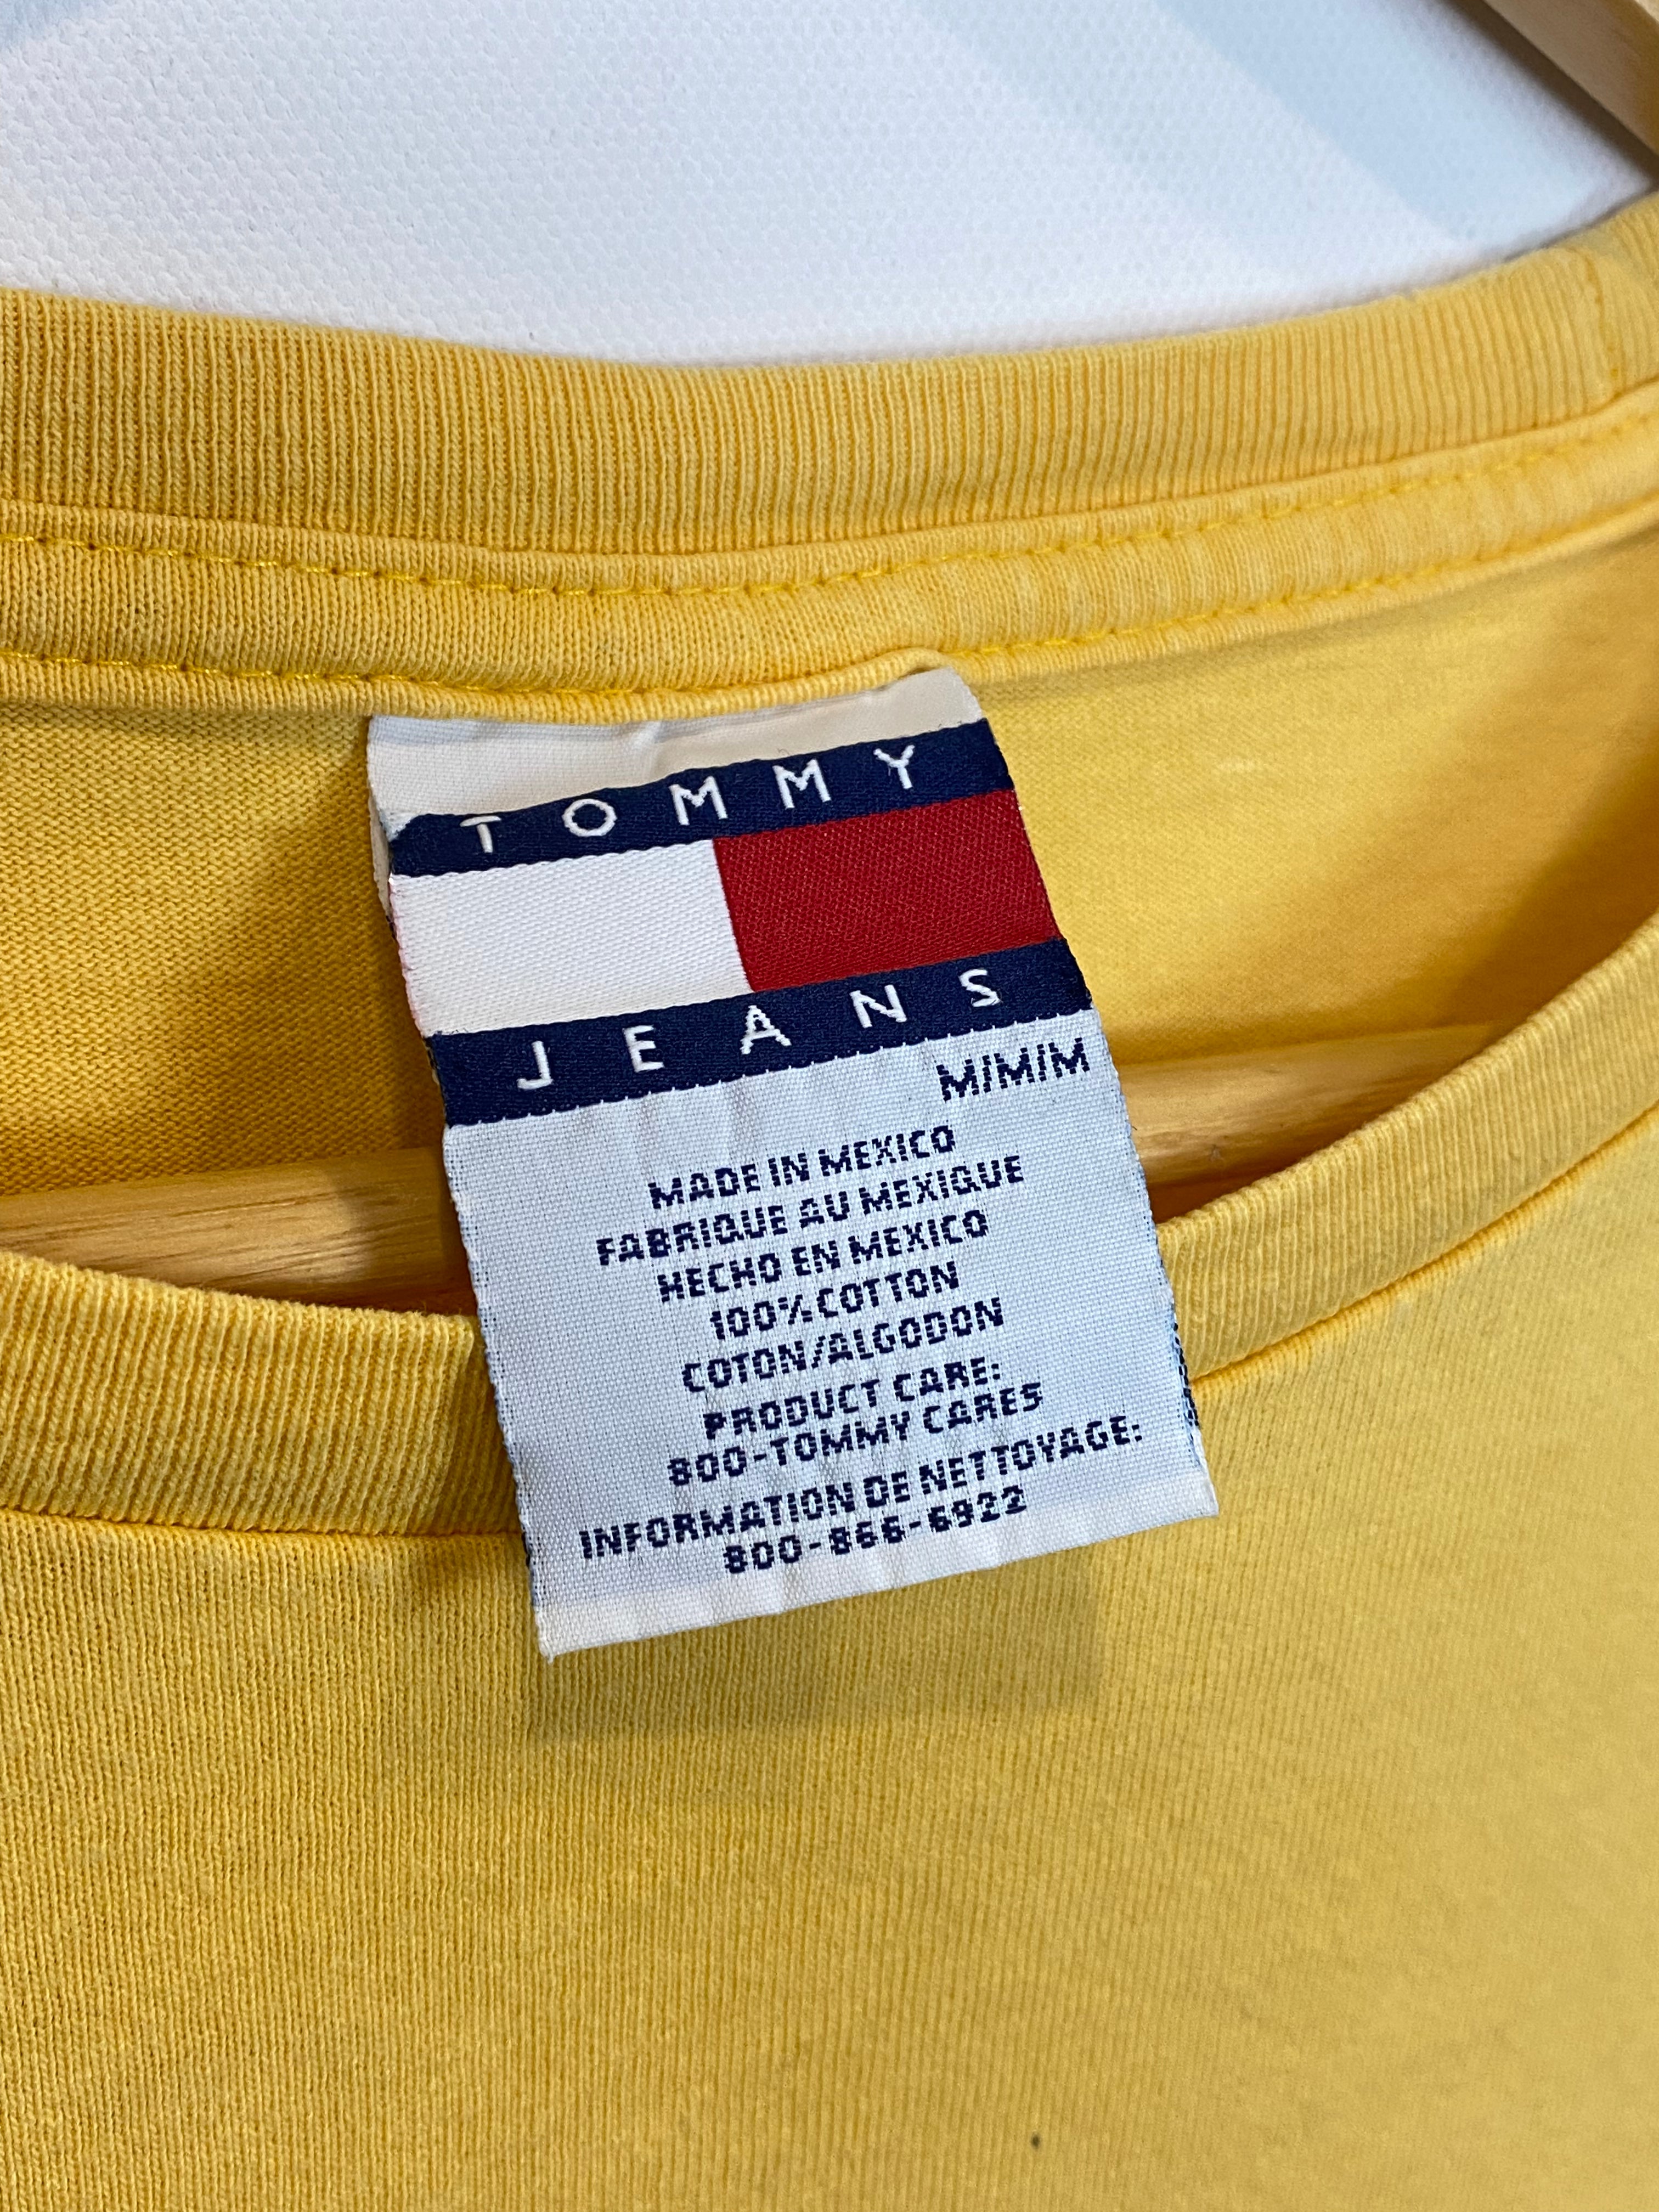 TOMMY
JEANS
M/M/M
MADE IN MEXICO
FABRIQUE AU MEXIQUE
HECHO EN MEXICO
100% COTTON
COTON/ALGODON
PRODUCT CARE:
800-TOMMY CARES
INFORMATION DE NETTOYAGE:
800-866-6922